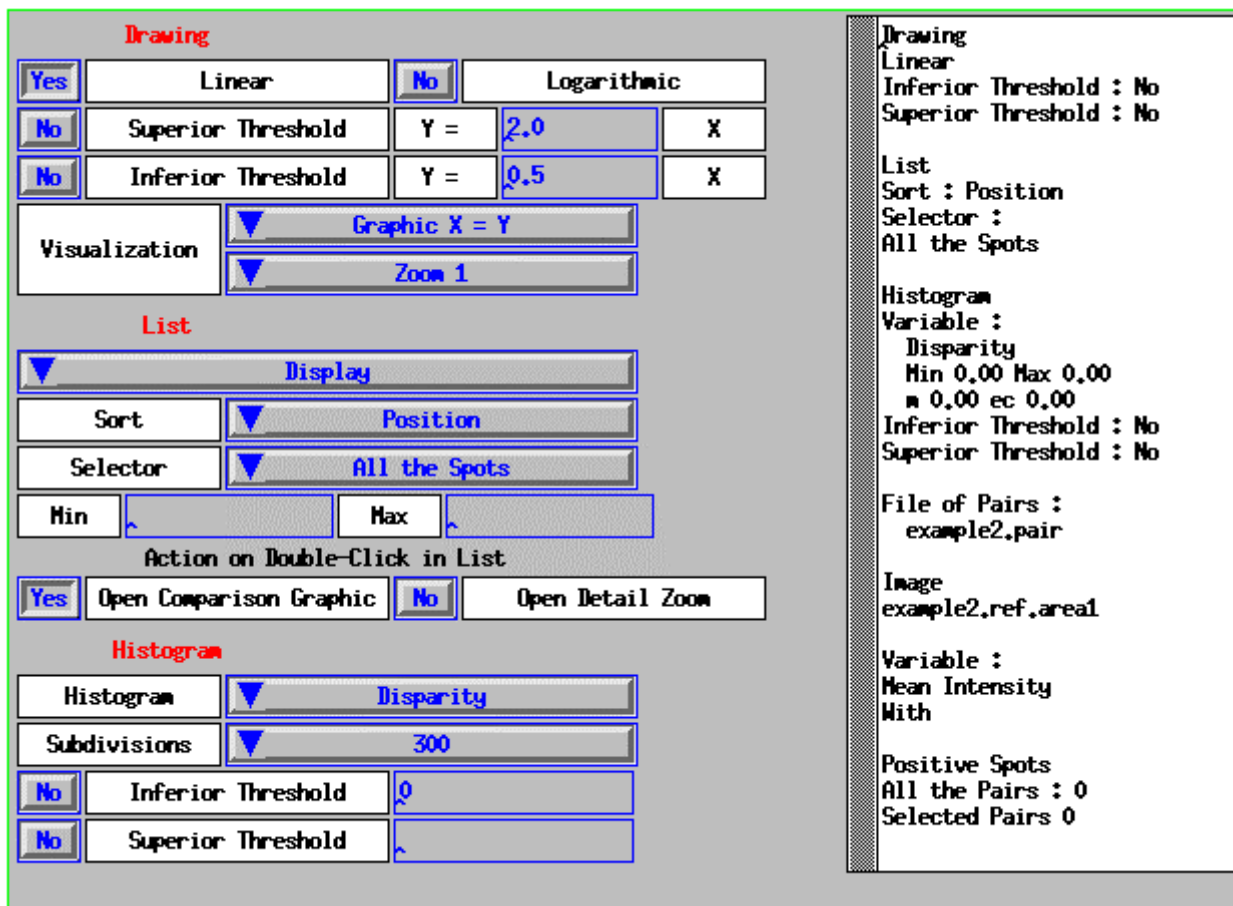 Drawing
Yes Linear No Logarithmic
No Superior Threshold Y = 2.0 X
No Inferior Threshold Y = 0.5 X
Visualization Graphic X = Y
Zoom 1
List
Display
Sort Position
Selector All the Spots
Min Max
Action on Double-Click in List
Yes Open Comparison Graphic No Open Detail Zoom
Histogram
Histogram Disparity
Subdivisions 300
No Inferior Threshold 0
No Superior Threshold
Drawing
Linear
Inferior Threshold : No
Superior Threshold : No
List
Sort : Position
Selector :
All the Spots
Histogram
Variable :
Disparity
Min 0.00 Max 0.00
m 0.00 ec 0.00
Inferior Threshold : No
Superior Threshold : No
File of Pairs :
example2.pair
Image
example2.ref.area1
Variable :
Mean Intensity
With
Positive Spots
All the Pairs : 0
Selected Pairs 0